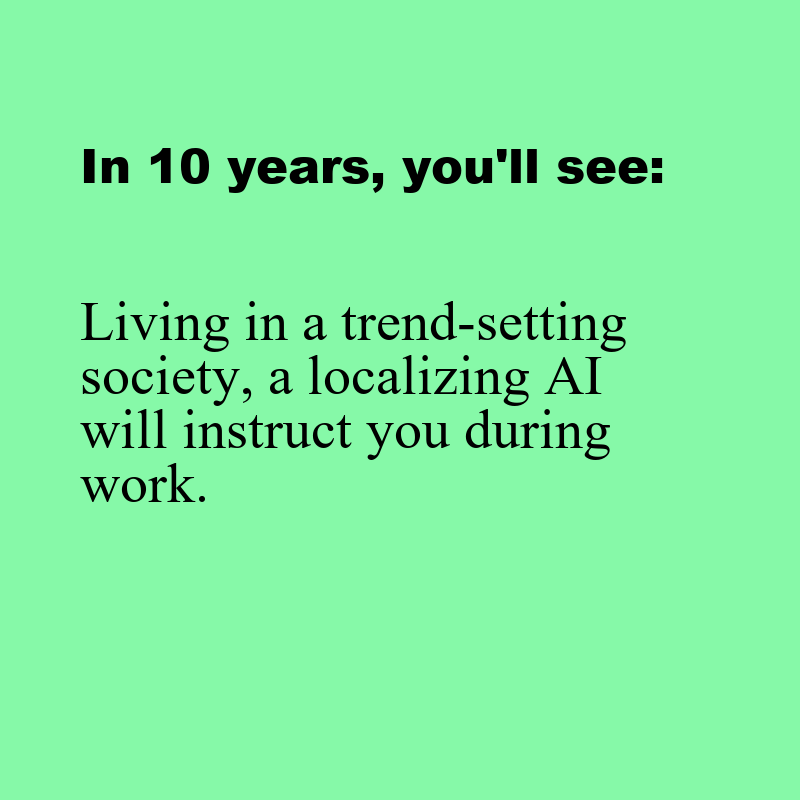 In 10 years, you'll see:
Living in a trend-setting
society, a localizing AI
will instruct you during
work.